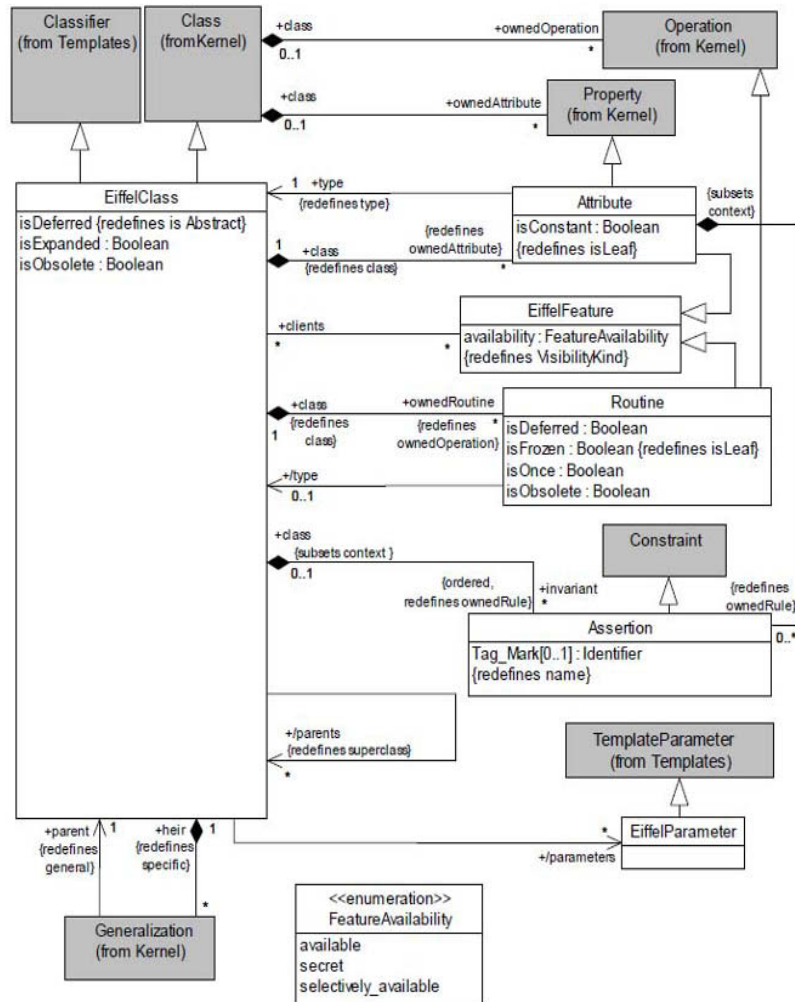 Classifier
(from Templates)
Class
(fromKernel)
+class
0..1
+ownedOperation
*
Operation
(from Kernel)
+class
0..1
+ownedAttribute
*
Property
(from Kernel)
EiffelClass
isDeferred {redefines is Abstract}
isExpanded : Boolean
isObsolete : Boolean
1 +type
{redefines type}
Attribute
isConstant : Boolean
{redefines isLeaf}
{subsets
context}
1
+class
{redefines class}
{redefines
ownedAttribute}
*
EiffelFeature
availability : FeatureAvailability
{redefines VisibilityKind}
+clients
*
*
+class
{redefines
class}
1
+ownedRoutine
*
{redefines
ownedOperation}
Routine
isDeferred : Boolean
isFrozen : Boolean {redefines isLeaf}
isOnce : Boolean
isObsolete : Boolean
+/type
0..1
+class
{subsets context }
0..1
{ordered,
redefines ownedRule}
+invariant
*
Constraint
{redefines
ownedRule}
0..*
Assertion
Tag_Mark[0..1] : Identifier
{redefines name}
+/parents
{redefines superclass}
*
TemplateParameter
(from Templates)
EiffelParameter
*
+/parameters
+parent
{redefines
general}
1
+heir
{redefines
specific}
1
*
Generalization
(from Kernel)
<<enumeration>>
FeatureAvailability
available
secret
selectively_available